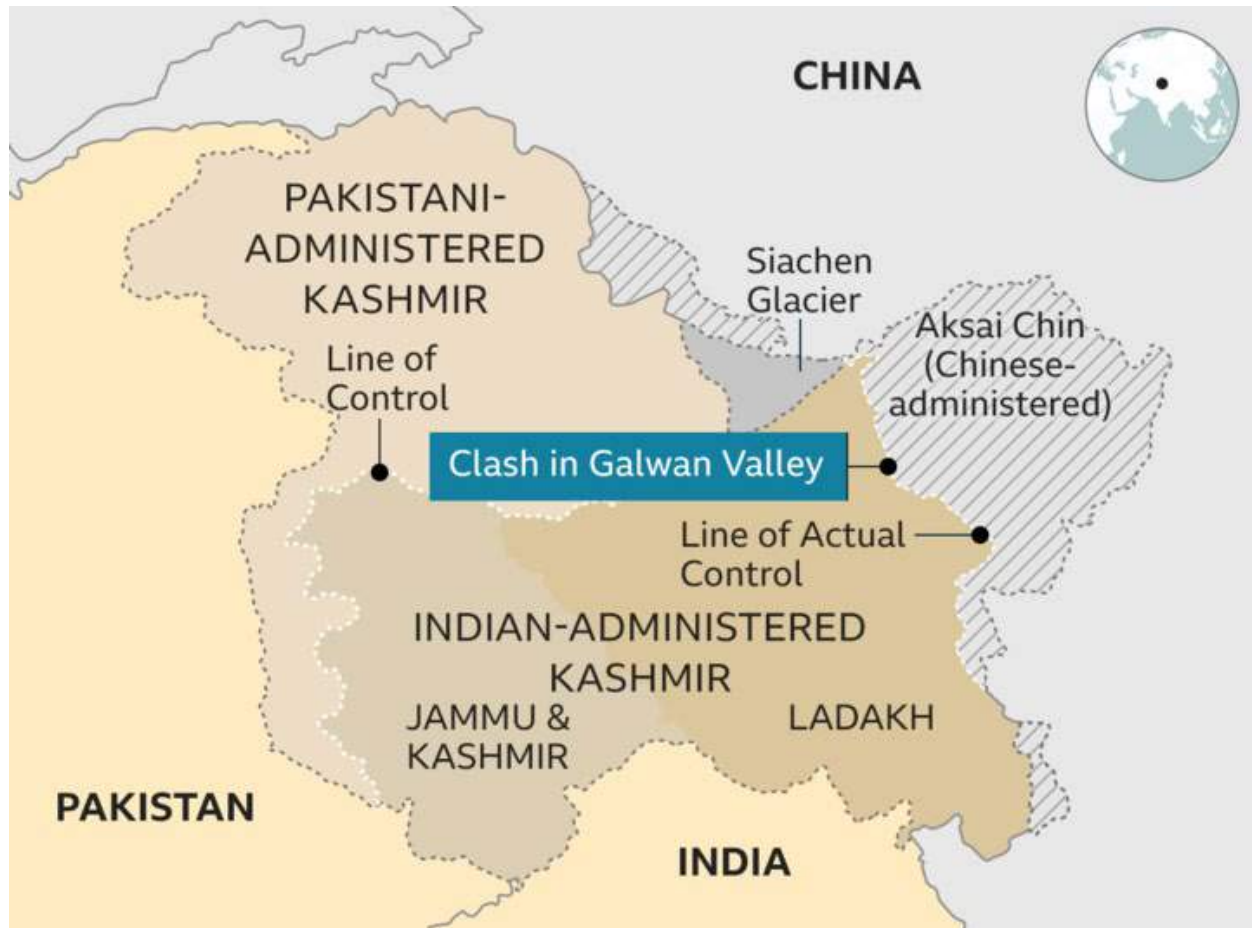 CHINA
PAKISTANI-
ADMINISTERED
KASHMIR
Siachen
Glacier
Aksai Chin
(Chinese-
administered)
Line of
Control
Clash in Galwan Valley
Line of Actual
Control
INDIAN-ADMINISTERED
KASHMIR
JAMMU &
KASHMIR
LADAKH
PAKISTAN
INDIA